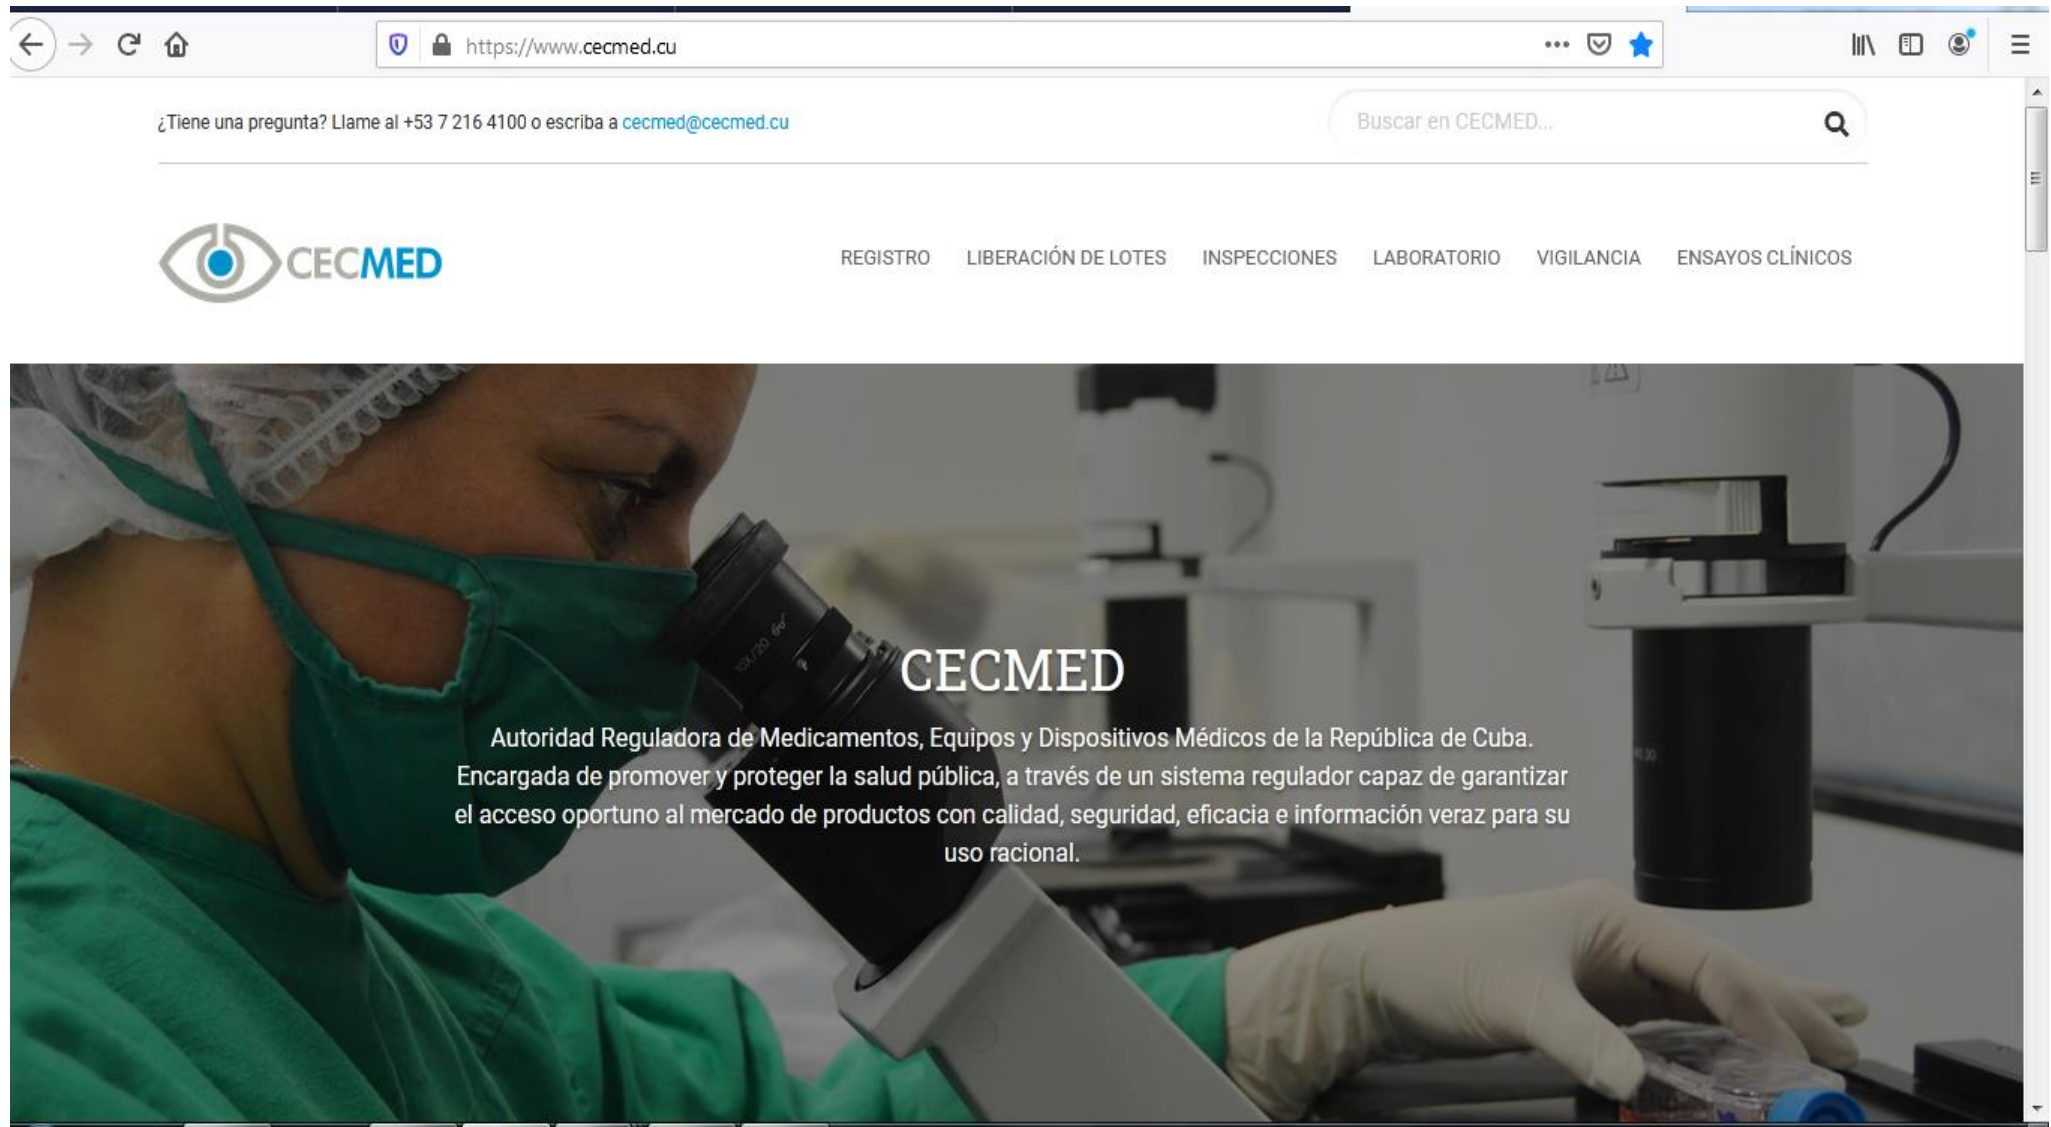 https://www.cecmed.cu
¿Tiene una pregunta? Llame al +53 7 216 4100 o escriba a cecmed@cecmed.cu
Buscar en CECMED...
CECMED
REGISTRO LIBERACIÓN DE LOTES INSPECCIONES LABORATORIO VIGILANCIA ENSAYOS CLÍNICOS
10X/20
CECMED
Autoridad Reguladora de Medicamentos, Equipos y Dispositivos Médicos de la República de Cuba.
Encargada de promover y proteger la salud pública, a través de un sistema regulador capaz de garantizar
el acceso oportuno al mercado de productos con calidad, seguridad, eficacia e información veraz para su
uso racional.